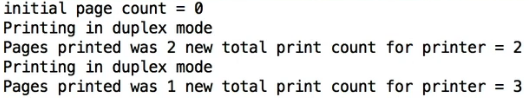 initial page count = 0
Printing in duplex mode
Pages printed was 2 new total print count for printer = 2
Printing in duplex mode
Pages printed was 1 new total print count for printer = 3